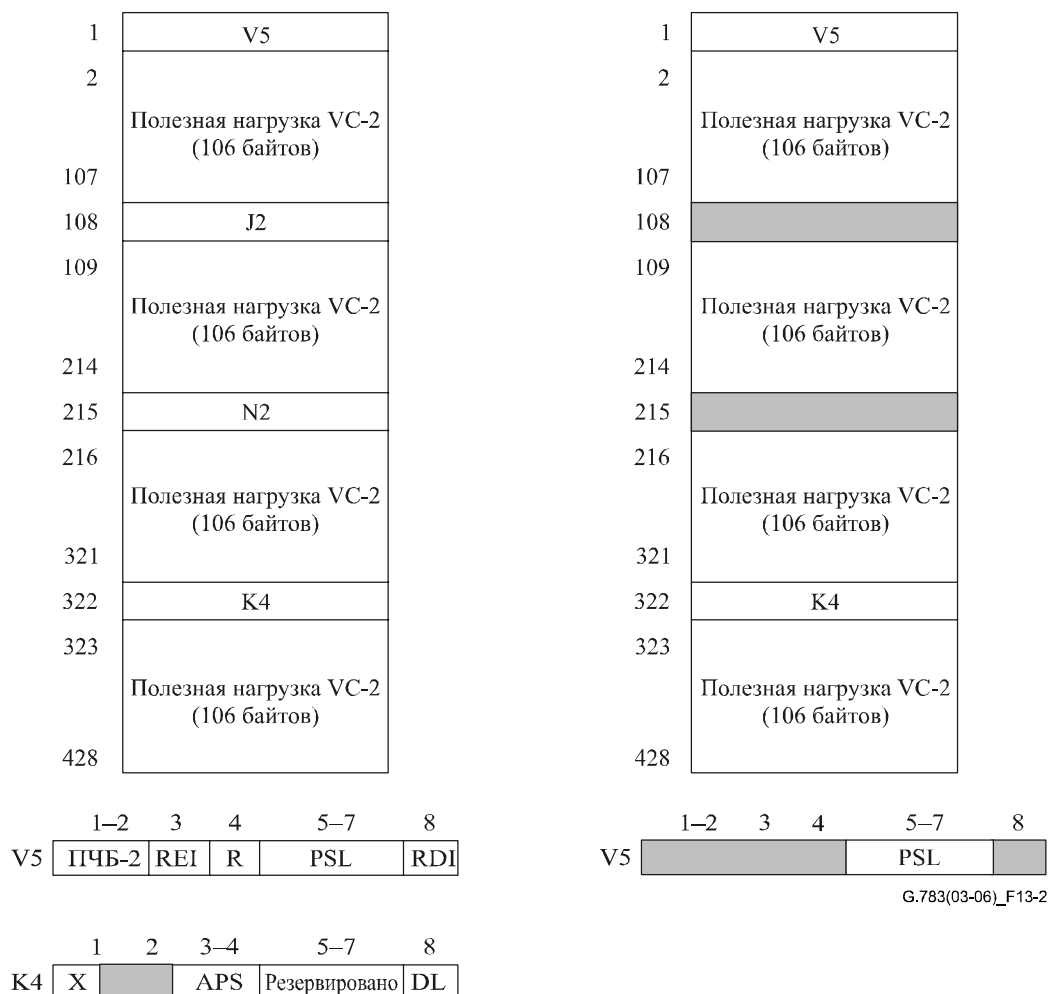 1 V5
2
Полезная нагрузка VC-2
(106 байтов)
107
108 J2
109
Полезная нагрузка VC-2
(106 байтов)
214
215 N2
216
Полезная нагрузка VC-2
(106 байтов)
321
322 K4
323
Полезная нагрузка VC-2
(106 байтов)
428
1–2 3 4 5–7 8
V5 ПЧБ-2 REI R PSL RDI
1 2 3–4 5–7 8
K4 X APS Резервировано DL
1 V5
2
Полезная нагрузка VC-2
(106 байтов)
107
108
109
Полезная нагрузка VC-2
(106 байтов)
214
215
216
Полезная нагрузка VC-2
(106 байтов)
321
322 K4
323
Полезная нагрузка VC-2
(106 байтов)
428
1–2 3 4 5–7 8
V5 PSL
G.783(03-06)_F13-2